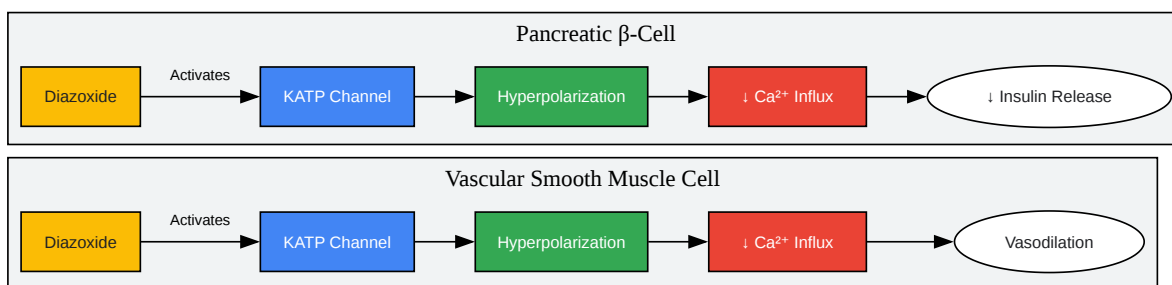 Pancreatic β-Cell
Diazoxide
Activates
KATP Channel
Hyperpolarization
↓ Ca²⁺ Influx
↓ Insulin Release
Vascular Smooth Muscle Cell
Diazoxide
Activates
KATP Channel
Hyperpolarization
↓ Ca²⁺ Influx
Vasodilation